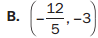 B. (−12/5, −3)